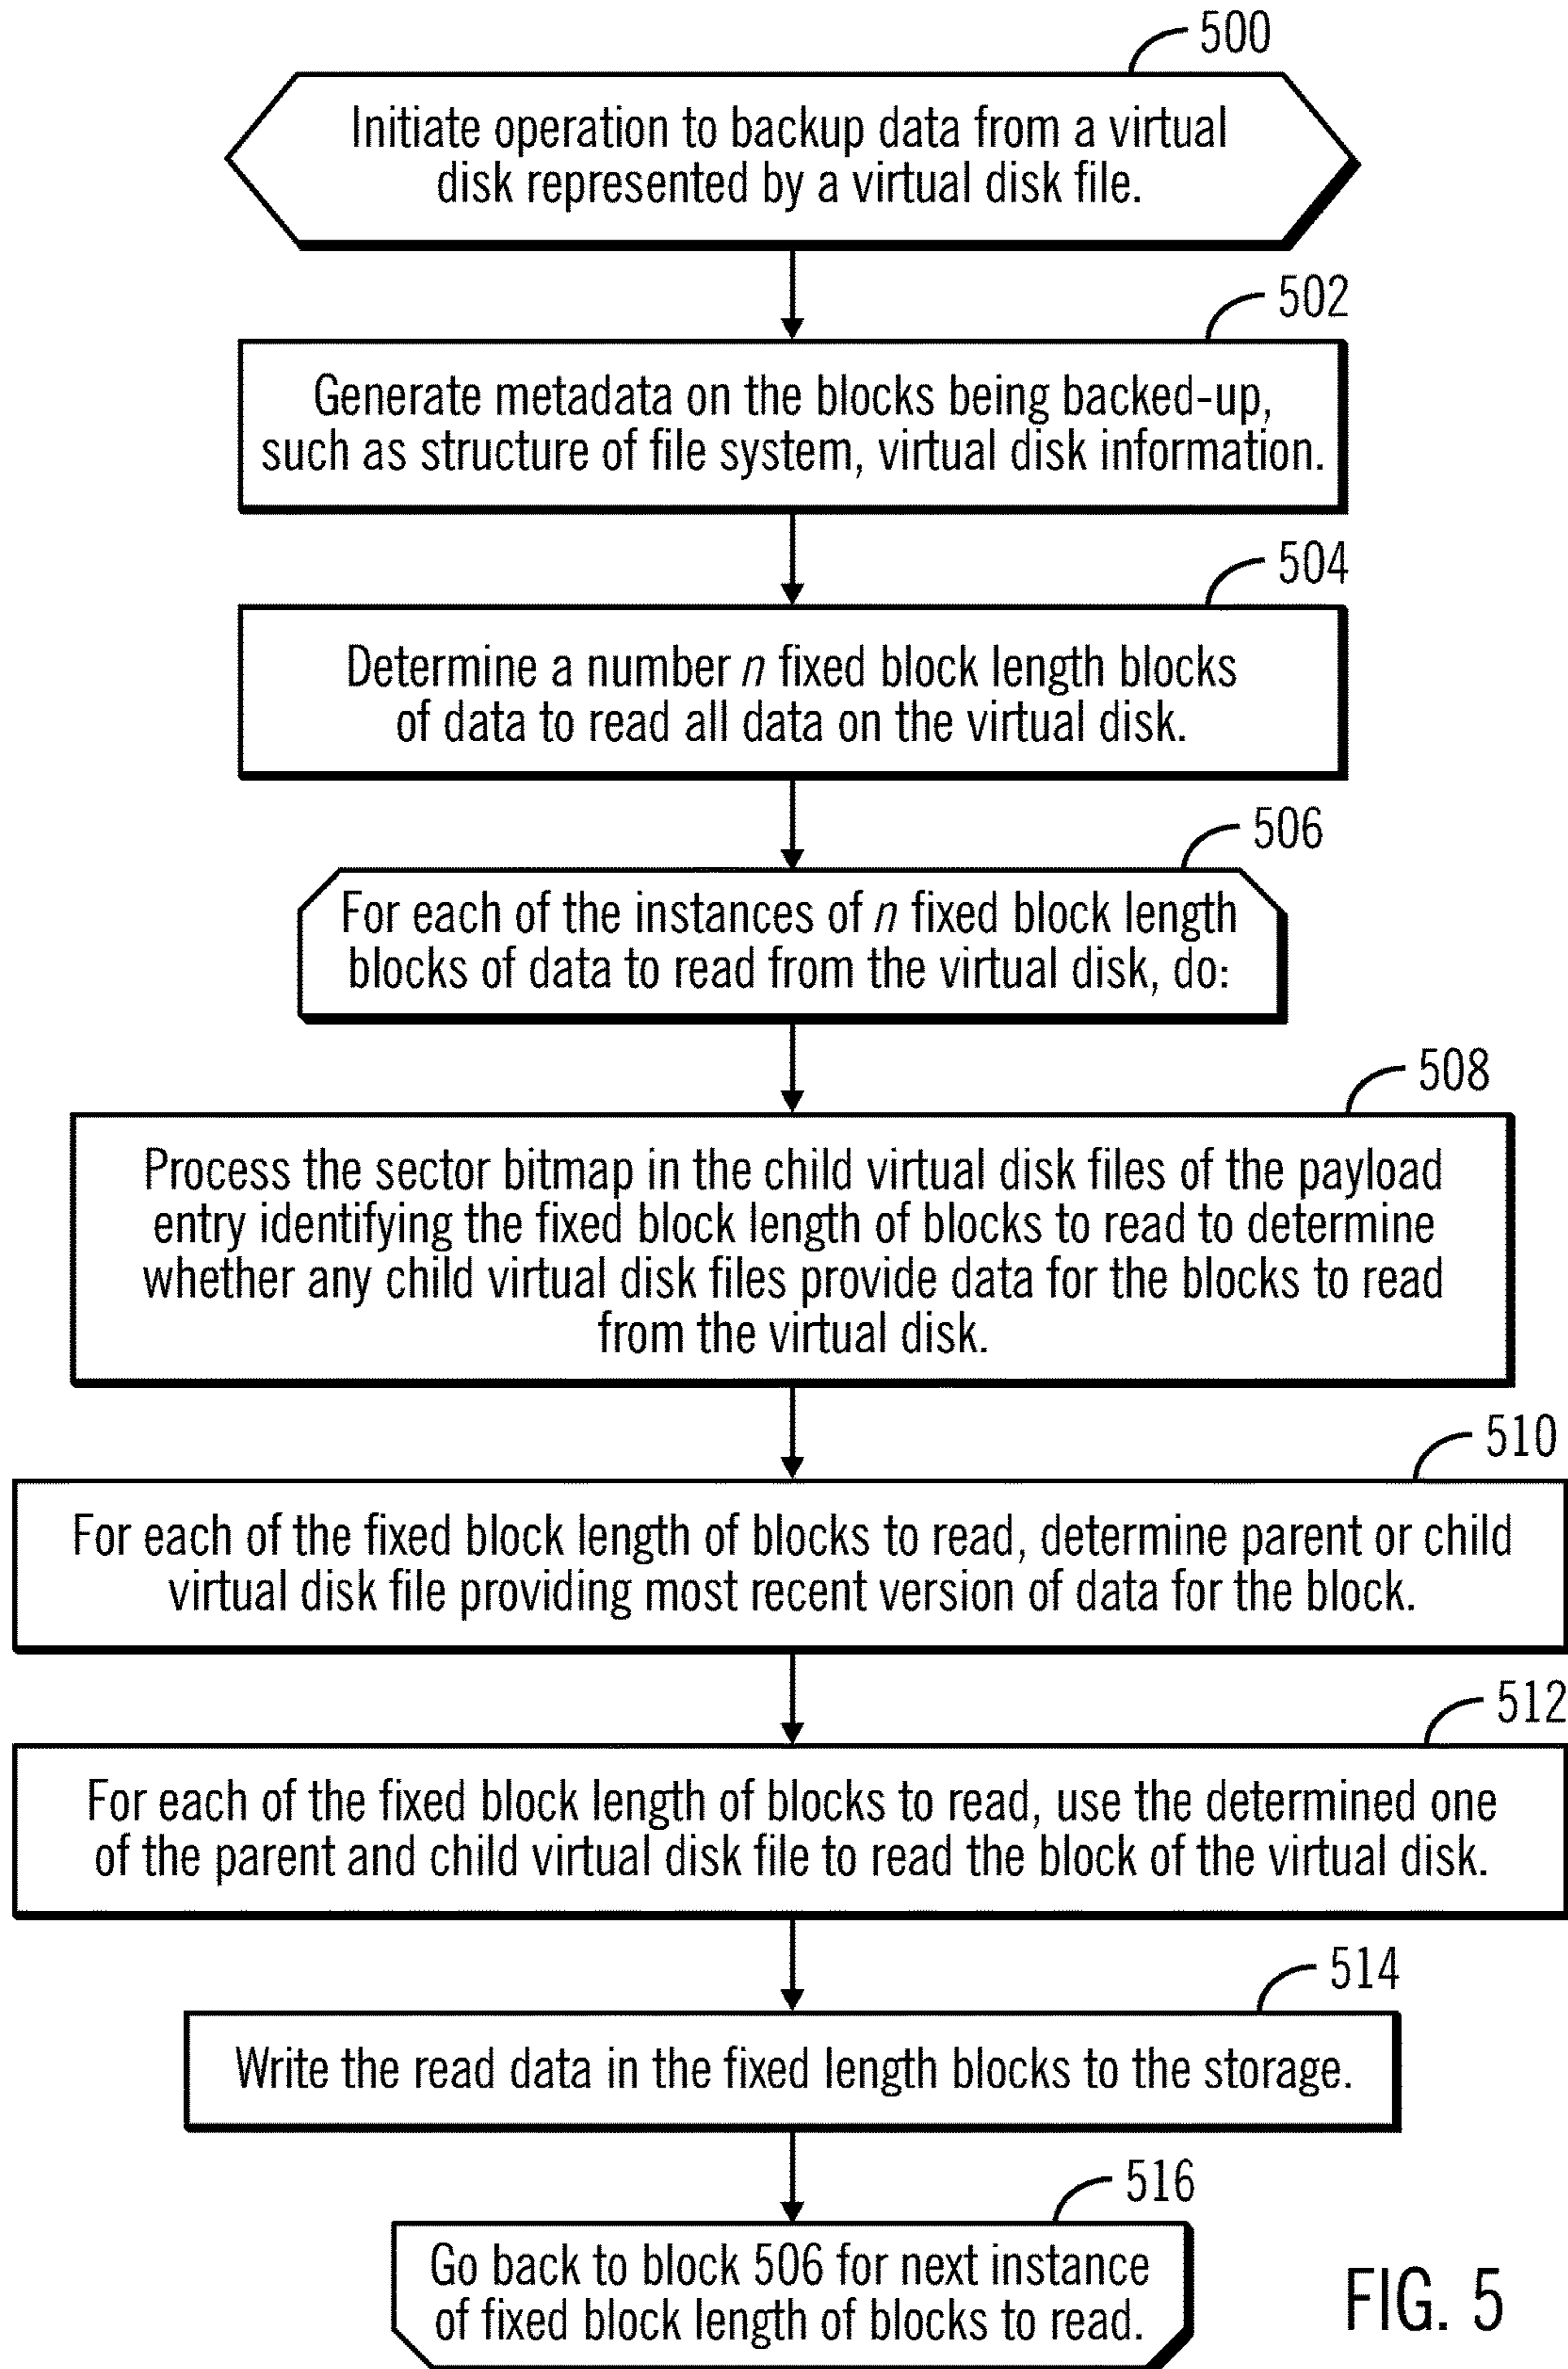 500
Initiate operation to backup data from a virtual
disk represented by a virtual disk file.
502
Generate metadata on the blocks being backed-up,
such as structure of file system, virtual disk information.
504
Determine a number n fixed block length blocks
of data to read all data on the virtual disk.
506
For each of the instances of n fixed block length
blocks of data to read from the virtual disk, do:
508
Process the sector bitmap in the child virtual disk files of the payload
entry identifying the fixed block length of blocks to read to determine
whether any child virtual disk files provide data for the blocks to read
from the virtual disk.
510
For each of the fixed block length of blocks to read, determine parent or child
virtual disk file providing most recent version of data for the block.
512
For each of the fixed block length of blocks to read, use the determined one
of the parent and child virtual disk file to read the block of the virtual disk.
514
Write the read data in the fixed length blocks to the storage.
516
Go back to block 506 for next instance
of fixed block length of blocks to read.
FIG. 5